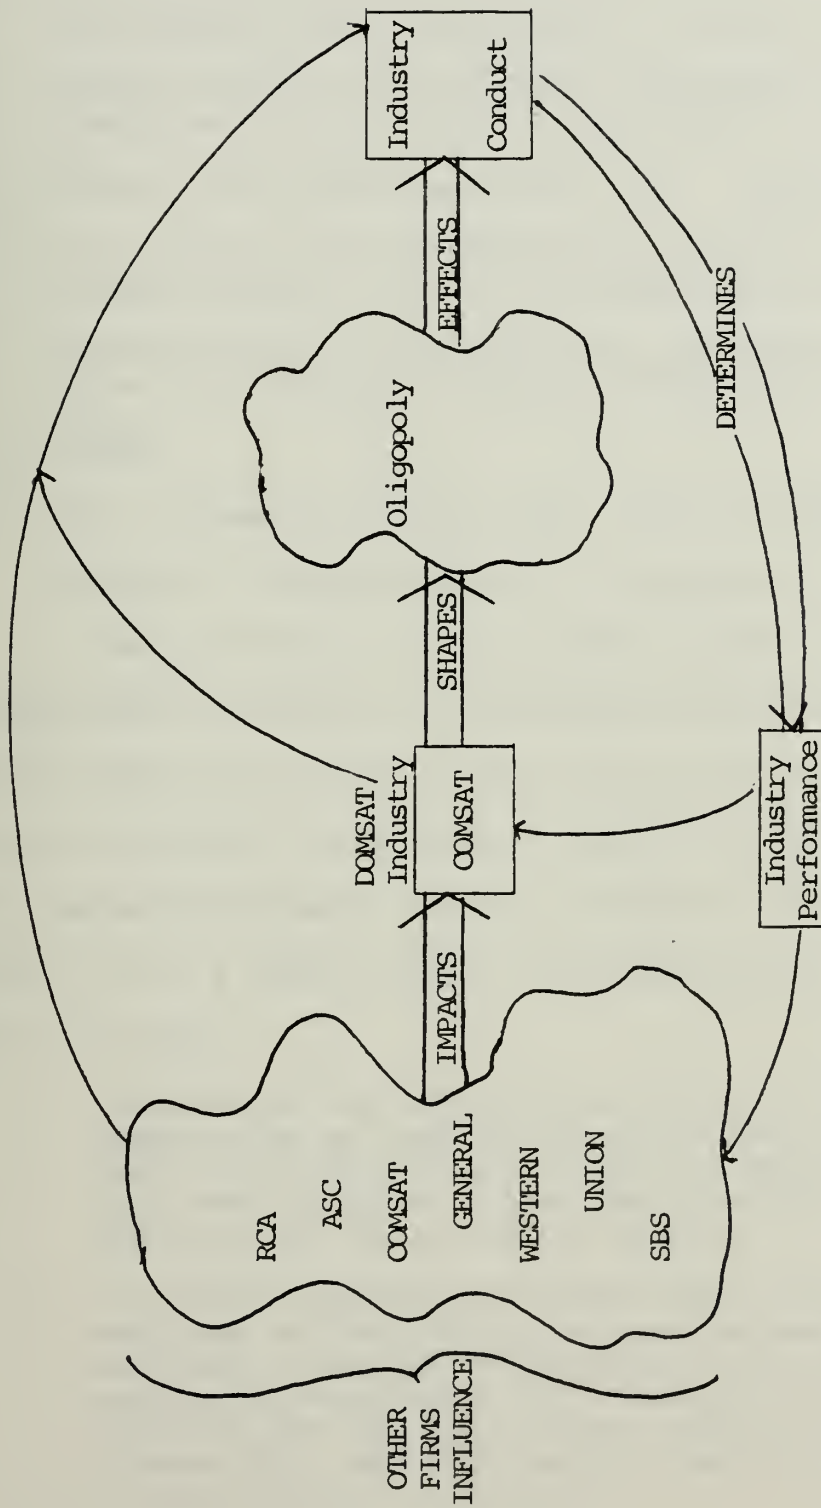 OTHER
FIRMS
INFLUENCE
RCA
ASC
COMSAT
GENERAL
WESTERN
UNION
SBS
IMPACTS
DOMSAT
Industry
COMSAT
SHAPES
Oligopoly
EFFECTS
Industry
Conduct
DETERMINES
Industry
Performance